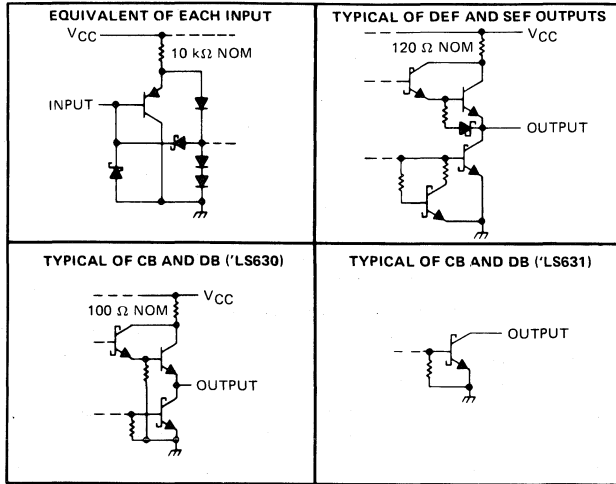 EQUIVALENT OF EACH INPUT
VCC
10 kΩ NOM
INPUT
TYPICAL OF DEF AND SEF OUTPUTS
VCC
120 Ω NOM
OUTPUT
TYPICAL OF CB AND DB ('LS630)
VCC
100 Ω NOM
OUTPUT
TYPICAL OF CB AND DB ('LS631)
OUTPUT